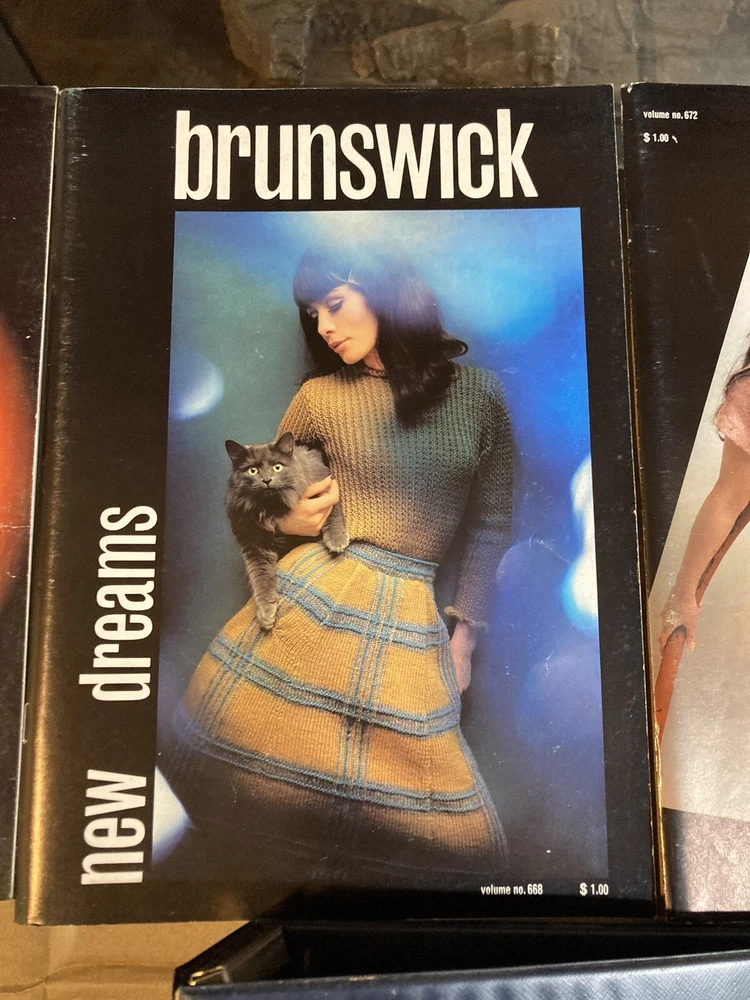 brunswick
new dreams
volume no. 668 $ 1.00
volume no. 672
$ 1.00